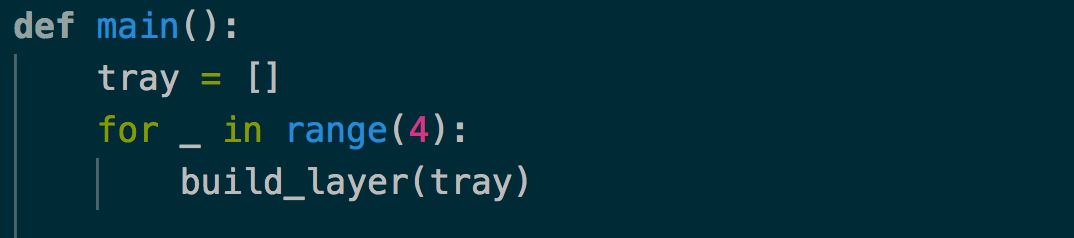 def main():
    tray = []
    for _ in range(4):
        build_layer(tray)